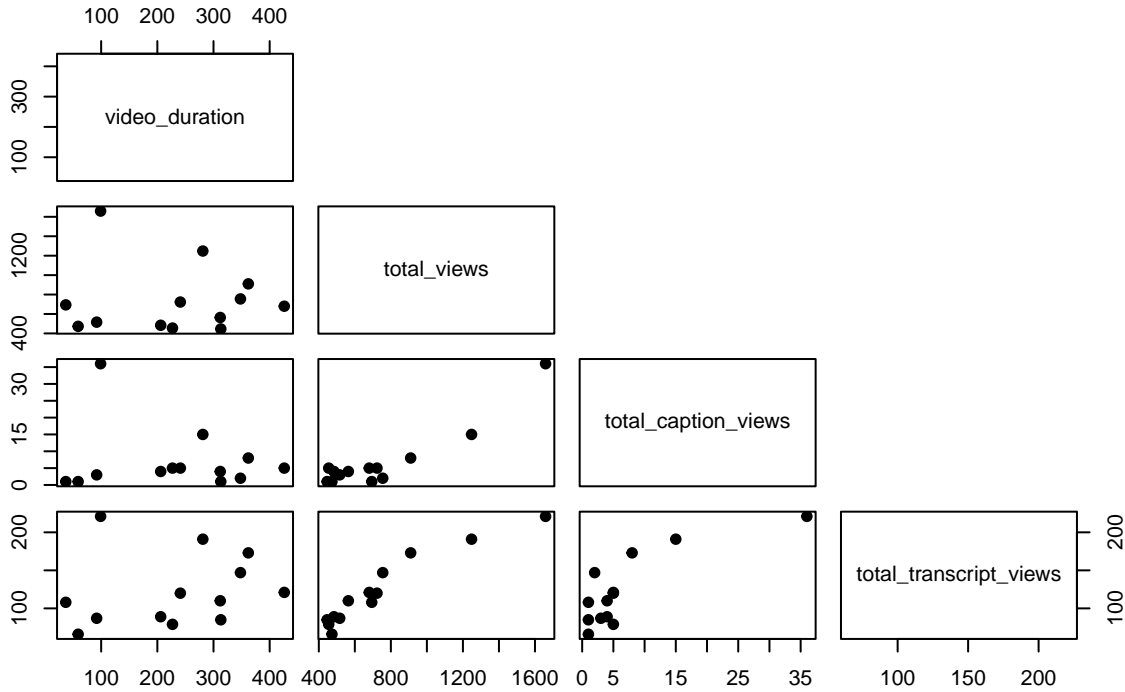 100 200 300 400
100 300
video_duration
400 1200
total_views
0 15 30
total_caption_views
100 200
total_transcript_views
100 200
100 200 300 400
400 800 1200 1600
0 5 15 25 35
100 150 200